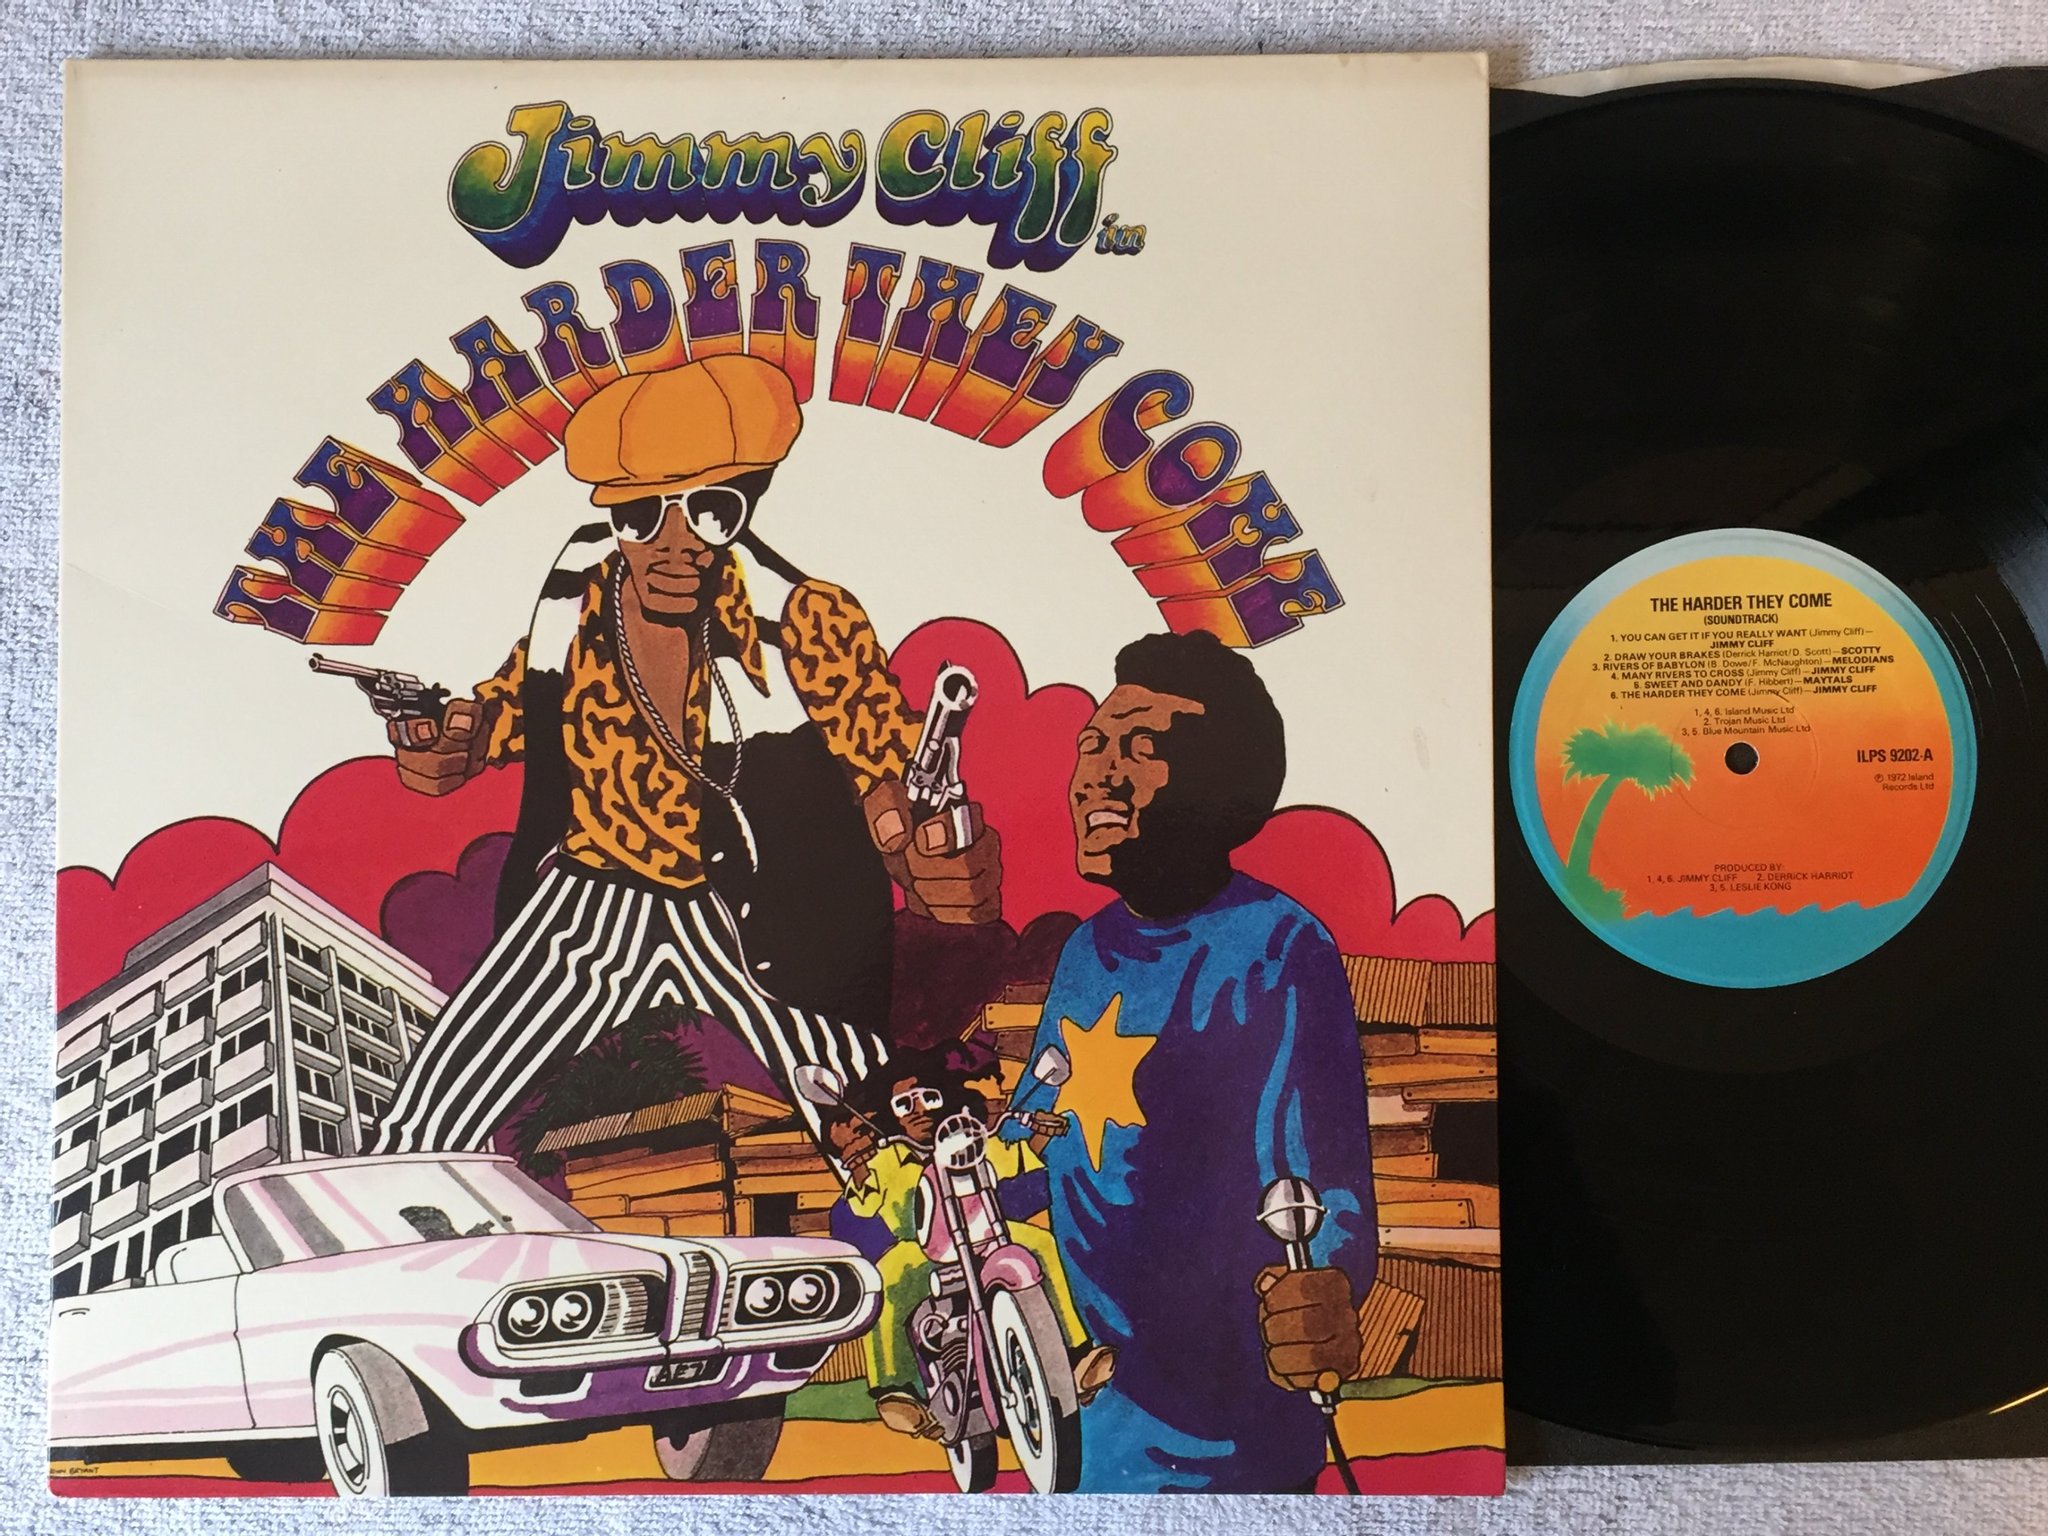 Jimmy Cliff in
THE HARDER THEY COME
THE HARDER THEY COME
(SOUNDTRACK)
1. YOU CAN GET IT IF YOU REALLY WANT (Jimmy Cliff)—
JIMMY CLIFF
2. DRAW YOUR BRAKES (Derrick Harriot/D. Scott)—SCOTTY
3. RIVERS OF BABYLON (B. Dowe/F. McNaughton)—MELODIANS
4. MANY RIVERS TO CROSS (Jimmy Cliff)—JIMMY CLIFF
5. SWEET AND DANDY (F. Hibbert)—MAYTALS
6. THE HARDER THEY COME (Jimmy Cliff)—JIMMY CLIFF
1, 4, 6. Island Music Ltd
2. Trojan Music Ltd
3, 5. Blue Mountain Music Ltd
ILPS 9202-A
℗ 1972 Island
Records Ltd
PRODUCED BY:
1, 4, 6. JIMMY CLIFF 2. DERRICK HARRIOT
3, 5. LESLIE KONG
BRYANT